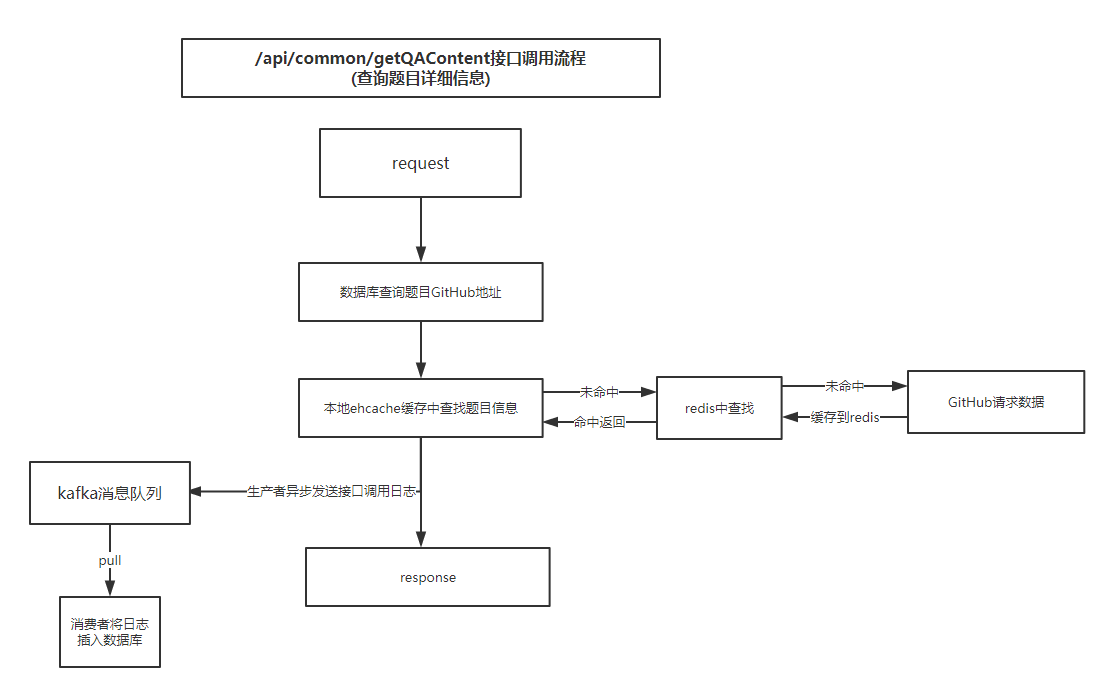 /api/common/getQAContent接口调用流程
(查询题目详细信息)
request
数据库查询题目GitHub地址
本地ehcache缓存中查找题目信息
未命中
命中返回
redis中查找
未命中
缓存到redis
GitHub请求数据
生产者异步发送接口调用日志
kafka消息队列
pull
消费者将日志
插入数据库
response